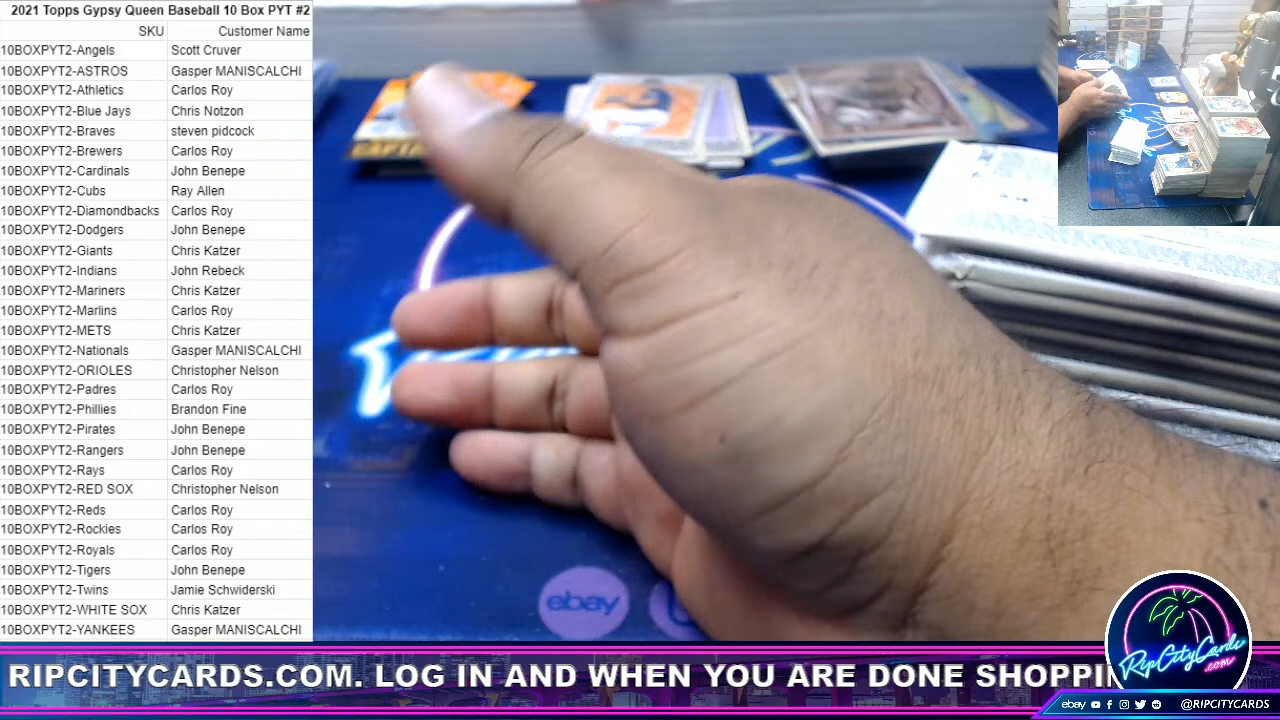 2021 Topps Gypsy Queen Baseball 10 Box PYT #2
SKU Customer Name
10BOXPYT2-Angels Scott Cruver
10BOXPYT2-ASTROS Gasper MANISCALCHI
10BOXPYT2-Athletics Carlos Roy
10BOXPYT2-Blue Jays Chris Notzon
10BOXPYT2-Braves steven pidcock
10BOXPYT2-Brewers Carlos Roy
10BOXPYT2-Cardinals John Benepe
10BOXPYT2-Cubs Ray Allen
10BOXPYT2-Diamondbacks Carlos Roy
10BOXPYT2-Dodgers John Benepe
10BOXPYT2-Giants Chris Katzer
10BOXPYT2-Indians John Rebeck
10BOXPYT2-Mariners Chris Katzer
10BOXPYT2-Marlins Carlos Roy
10BOXPYT2-METS Chris Katzer
10BOXPYT2-Nationals Gasper MANISCALCHI
10BOXPYT2-ORIOLES Christopher Nelson
10BOXPYT2-Padres Carlos Roy
10BOXPYT2-Phillies Brandon Fine
10BOXPYT2-Pirates John Benepe
10BOXPYT2-Rangers John Benepe
10BOXPYT2-Rays Carlos Roy
10BOXPYT2-RED SOX Christopher Nelson
10BOXPYT2-Reds Carlos Roy
10BOXPYT2-Rockies Carlos Roy
10BOXPYT2-Royals Carlos Roy
10BOXPYT2-Tigers John Benepe
10BOXPYT2-Twins Jamie Schwiderski
10BOXPYT2-WHITE SOX Chris Katzer
10BOXPYT2-YANKEES Gasper MANISCALCHI
ebay
RIPCITYCARDS.COM. LOG IN AND WHEN YOU ARE DONE SHOPPIN
RipCityCards
.com
ebay @RIPCITYCARDS